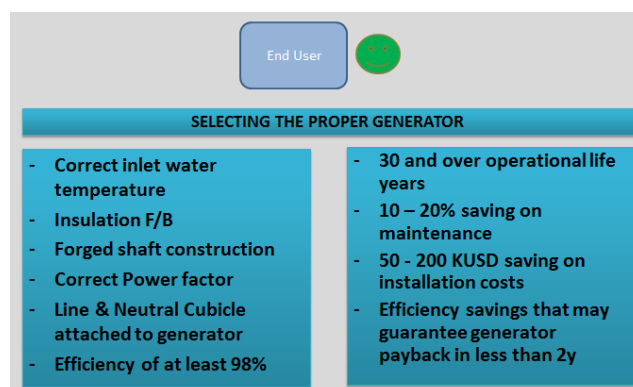 End User
SELECTING THE PROPER GENERATOR
- Correct inlet water
temperature
- Insulation F/B
- Forged shaft construction
- Correct Power factor
- Line & Neutral Cubicle
attached to generator
- Efficiency of at least 98%
- 30 and over operational life
years
- 10 – 20% saving on
maintenance
- 50 - 200 KUSD saving on
installation costs
- Efficiency savings that may
guarantee generator
payback in less than 2y